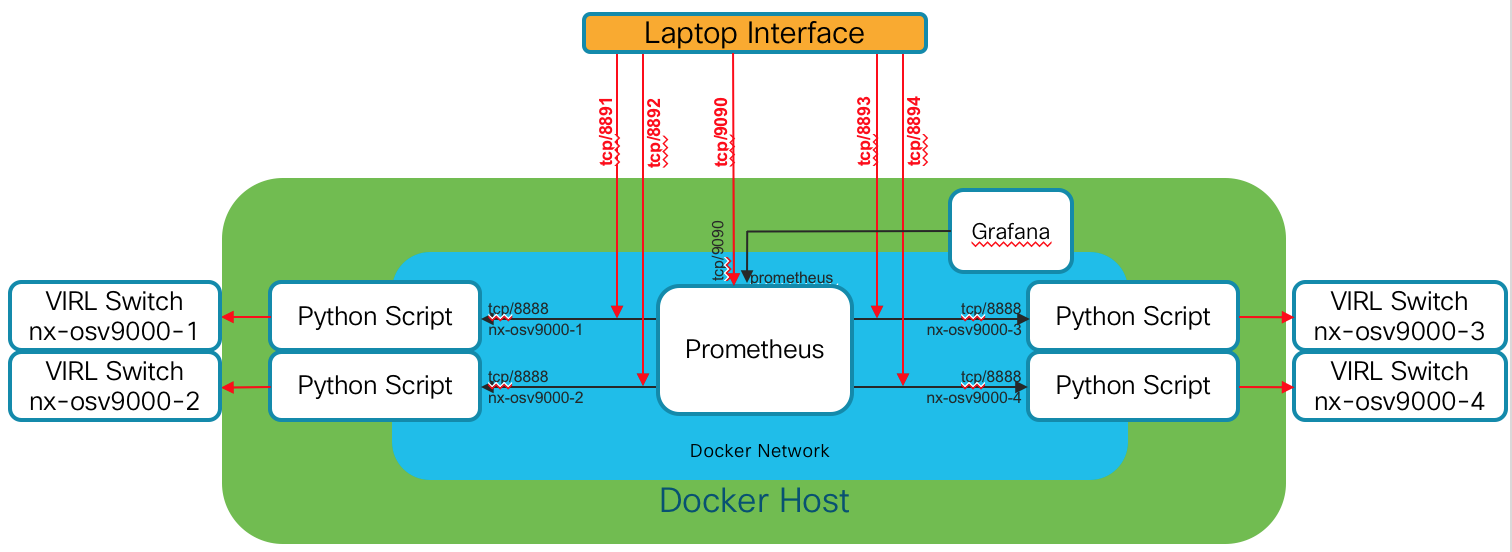 Laptop Interface
tcp/8891
tcp/8892
tcp/9090
tcp/8893
tcp/8894
Grafana
tcp/9090
prometheus
VIRL Switch
nx-osv9000-1
Python Script
tcp/8888
nx-osv9000-1
tcp/8888
nx-osv9000-3
Python Script
VIRL Switch
nx-osv9000-3
Prometheus
VIRL Switch
nx-osv9000-2
Python Script
tcp/8888
nx-osv9000-2
tcp/8888
nx-osv9000-4
Python Script
VIRL Switch
nx-osv9000-4
Docker Network
Docker Host